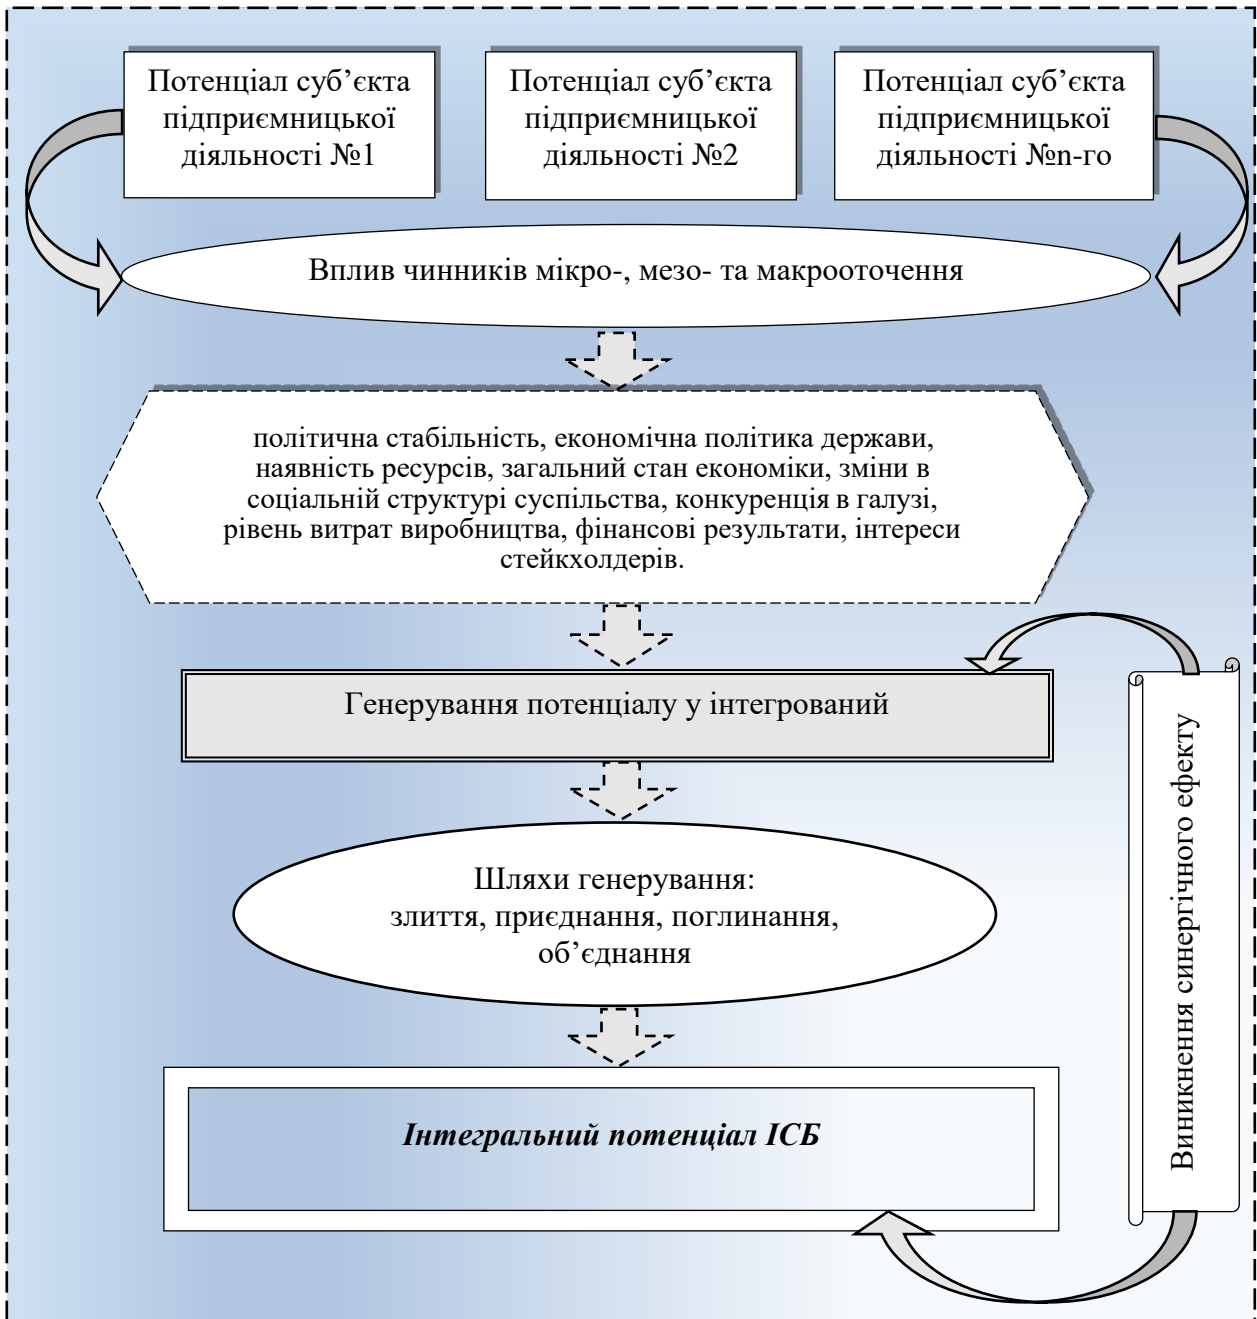 Потенціал суб’єкта
підприємницької
діяльності №1
Потенціал суб’єкта
підприємницької
діяльності №2
Потенціал суб’єкта
підприємницької
діяльності №n-го
Вплив чинників мікро-, мезо- та макрооточення
політична стабільність, економічна політика держави,
наявність ресурсів, загальний стан економіки, зміни в
соціальній структурі суспільства, конкуренція в галузі,
рівень витрат виробництва, фінансові результати, інтереси
стейкхолдерів.
Генерування потенціалу у інтегрований
Шляхи генерування:
злиття, приєднання, поглинання,
об’єднання
Інтегральний потенціал ІСБ
Виникнення синергічного ефекту